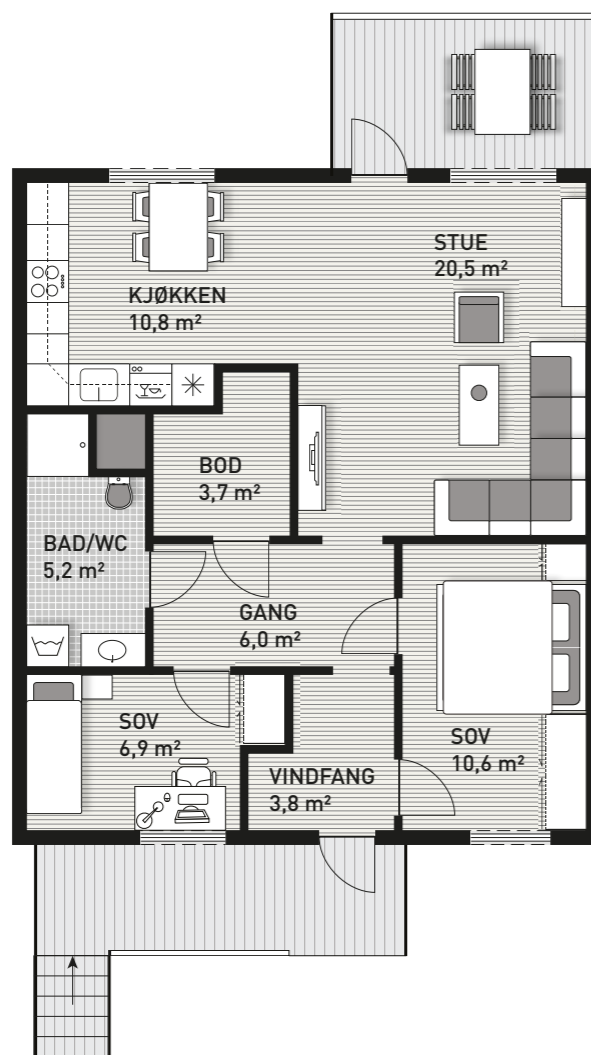 STUE
20,5 m²
KJØKKEN
10,8 m²
BOD
3,7 m²
BAD/WC
5,2 m²
GANG
6,0 m²
SOV
6,9 m²
SOV
10,6 m²
VINDFANG
3,8 m²